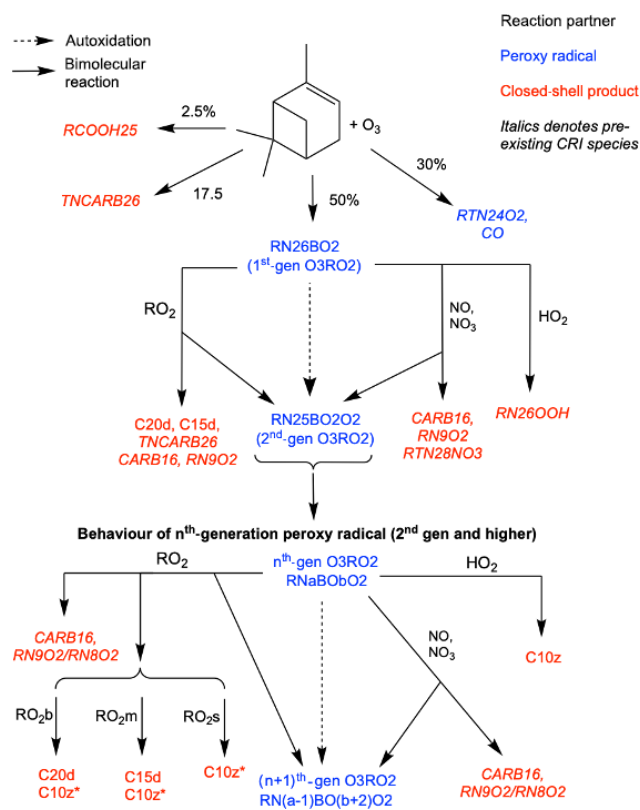 Autoxidation
Bimolecular
reaction
Reaction partner
Peroxy radical
Closed-shell product
Italics denotes pre-
existing CRI species
RCOOH25
2.5%
+ O3
TNCARB26
17.5
50%
30%
RTN24O2,
CO
RN26BO2
(1st-gen O3RO2)
RO2
NO,
NO3
HO2
C20d, C15d,
TNCARB26
CARB16, RN9O2
RN25BO2O2
(2nd-gen O3RO2)
CARB16,
RN9O2
RTN28NO3
RN26OOH
Behaviour of nth-generation peroxy radical (2nd gen and higher)
RO2
nth-gen O3RO2
RNaBObO2
HO2
CARB16,
RN9O2/RN8O2
NO,
NO3
C10z
RO2b
RO2m
RO2s
C20d
C10z*
C15d
C10z*
C10z*
(n+1)th-gen O3RO2
RN(a-1)BO(b+2)O2
CARB16,
RN9O2/RN8O2